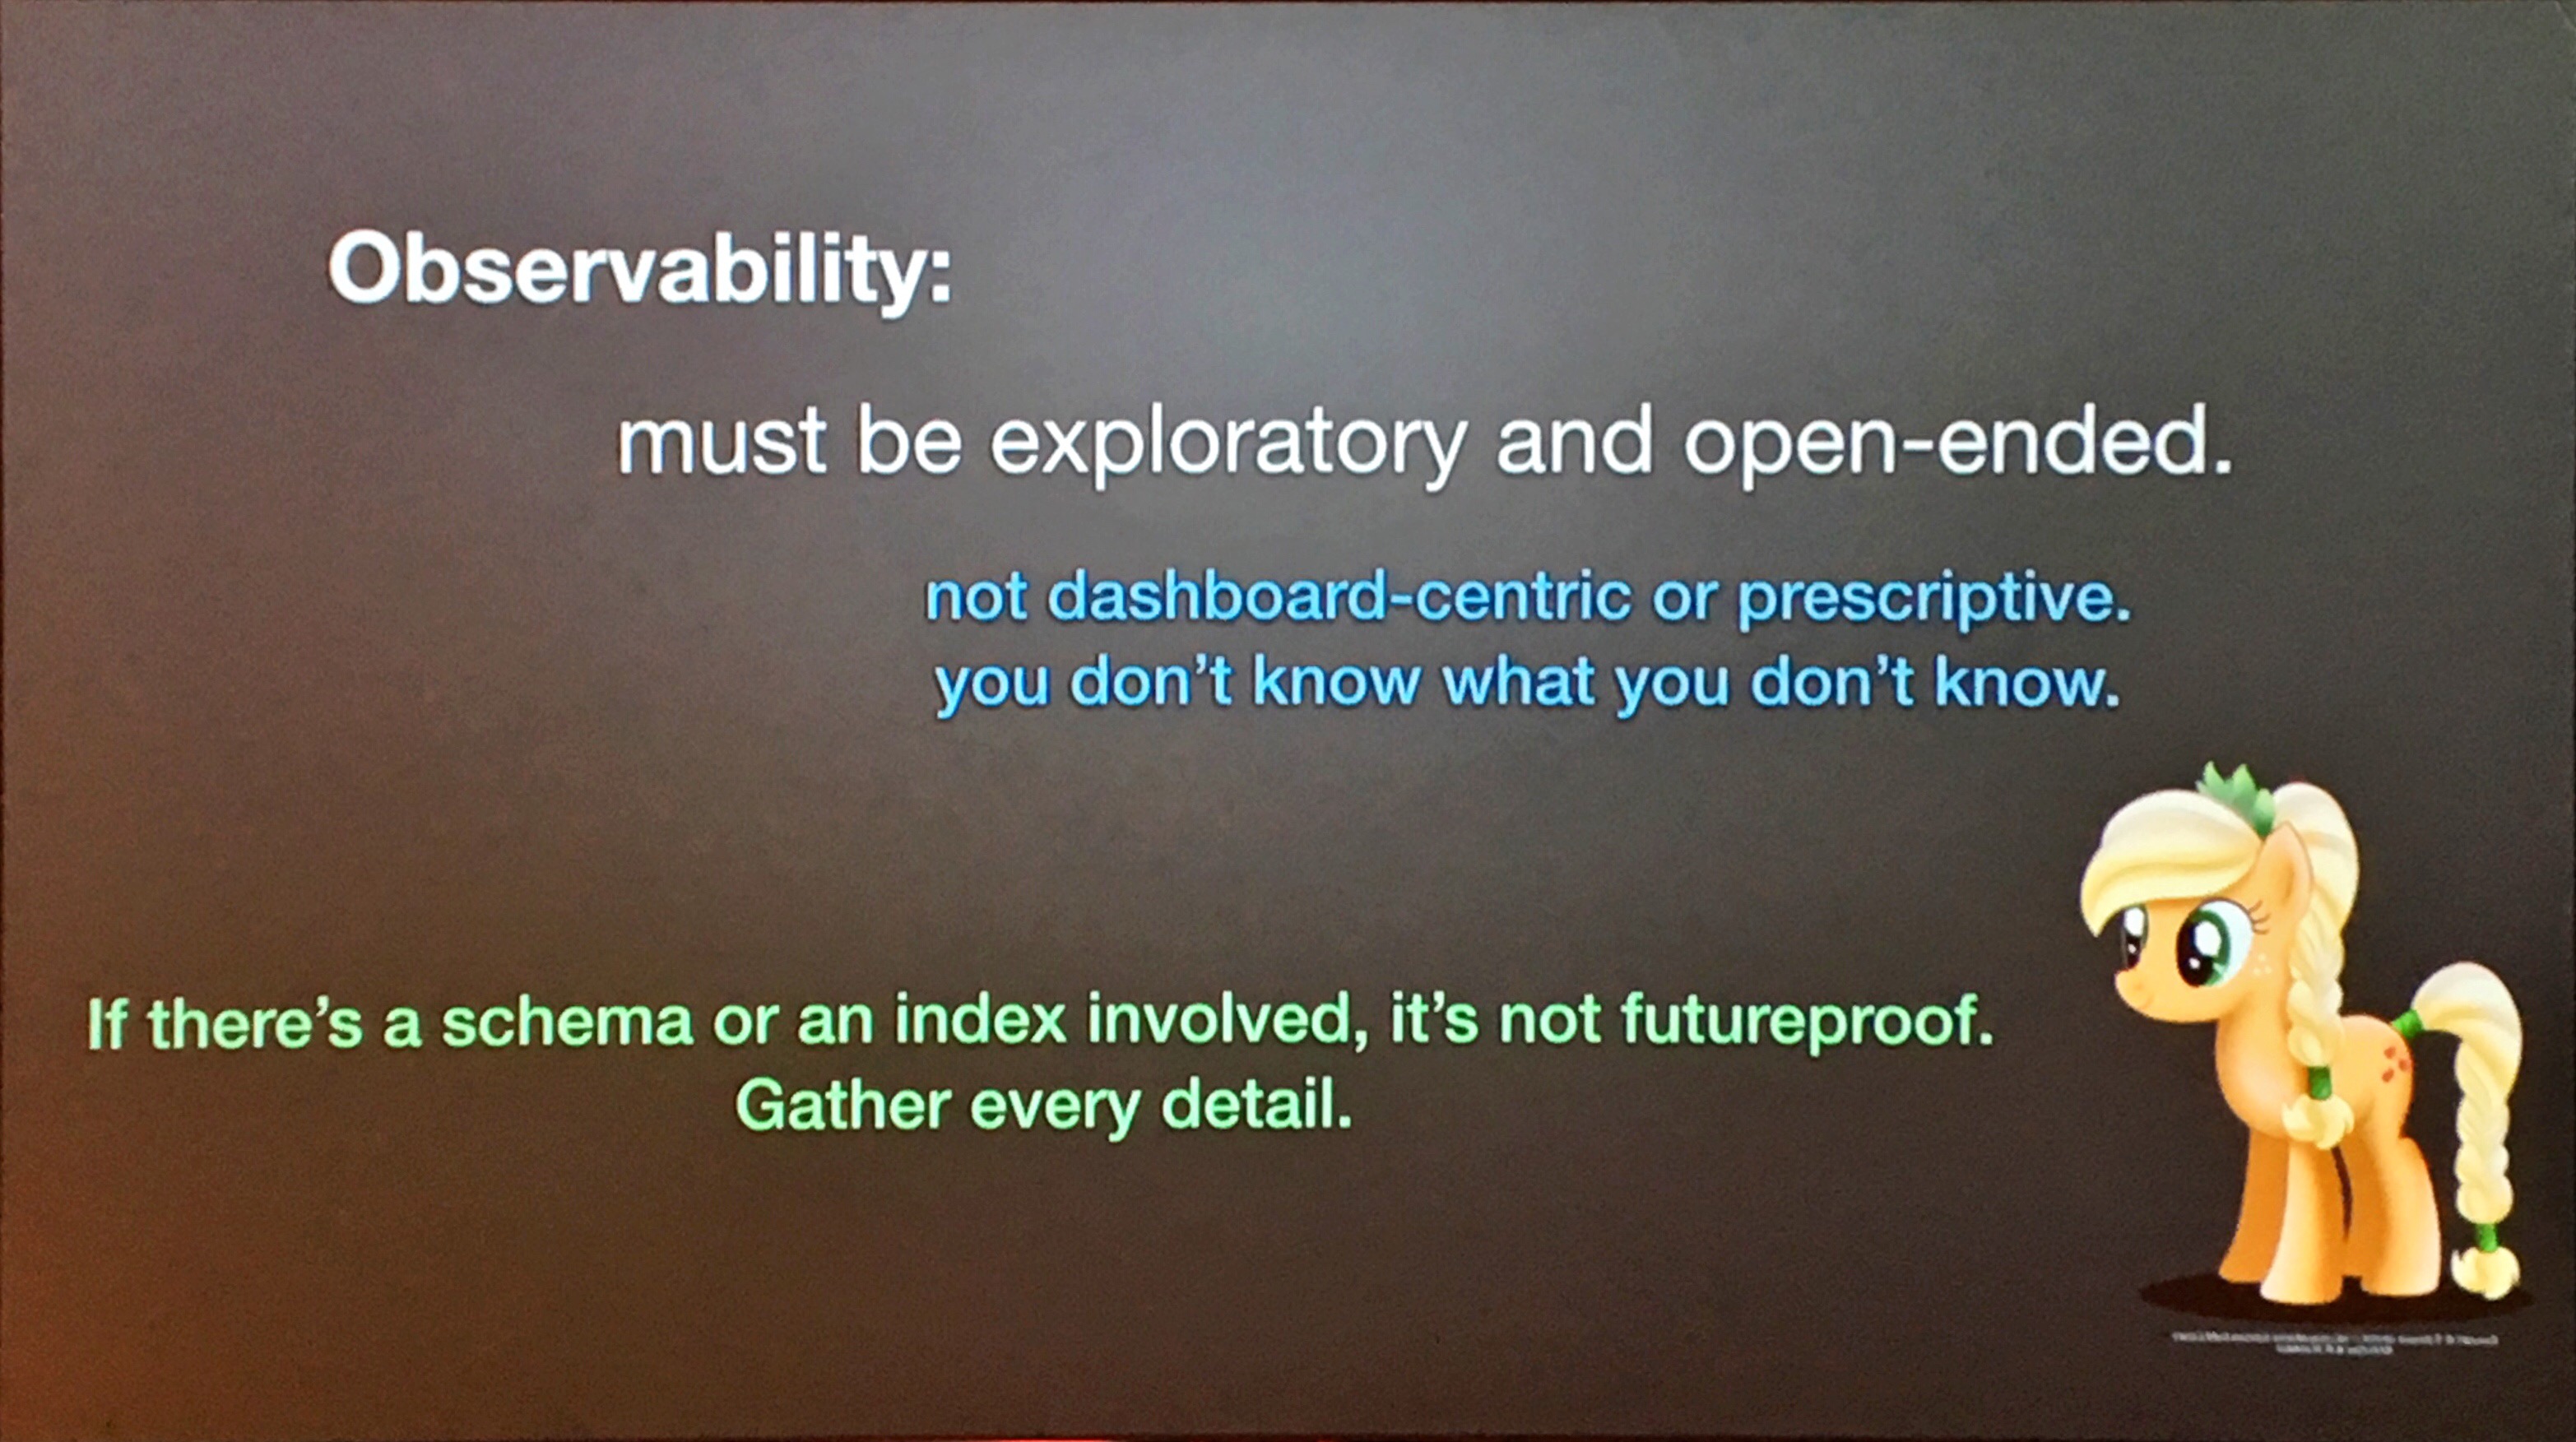 Observability:
must be exploratory and open-ended.
not dashboard-centric or prescriptive.
you don’t know what you don’t know.
If there’s a schema or an index involved, it’s not futureproof.
Gather every detail.